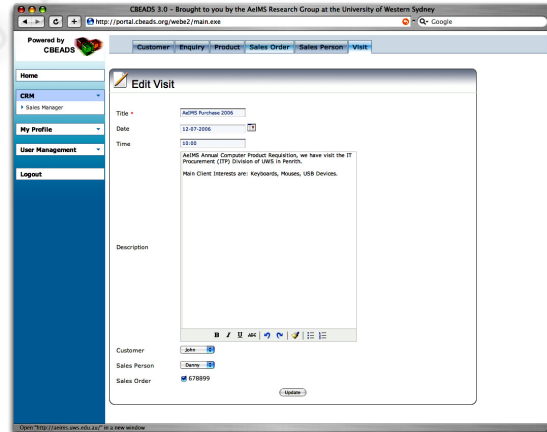 CBEADS 3.0 – Brought to you by the AeIMS Research Group at the University of Western Sydney
http://portal.cbeads.org/webe2/main.exe
Q- Google
Powered by
CBEADS
Customer Enquiry Product Sales Order Sales Person Visit
Home
CRM
Sales Manager
My Profile
User Management
Logout
Edit Visit
Title *
AeIMS Purchase 2006
Date
12-07-2006
Time
10:00
Description
AeIMS Annual Computer Product Requisition, we have visit the IT
Procurement (ITP) Division of UWS in Penrith.
Main Client Interests are: Keyboards, Mouses, USB Devices.
B I U ABC
Customer
John
Sales Person
Danny
Sales Order
678899
Update
Open "http://aeims.uws.edu.au/" in a new window